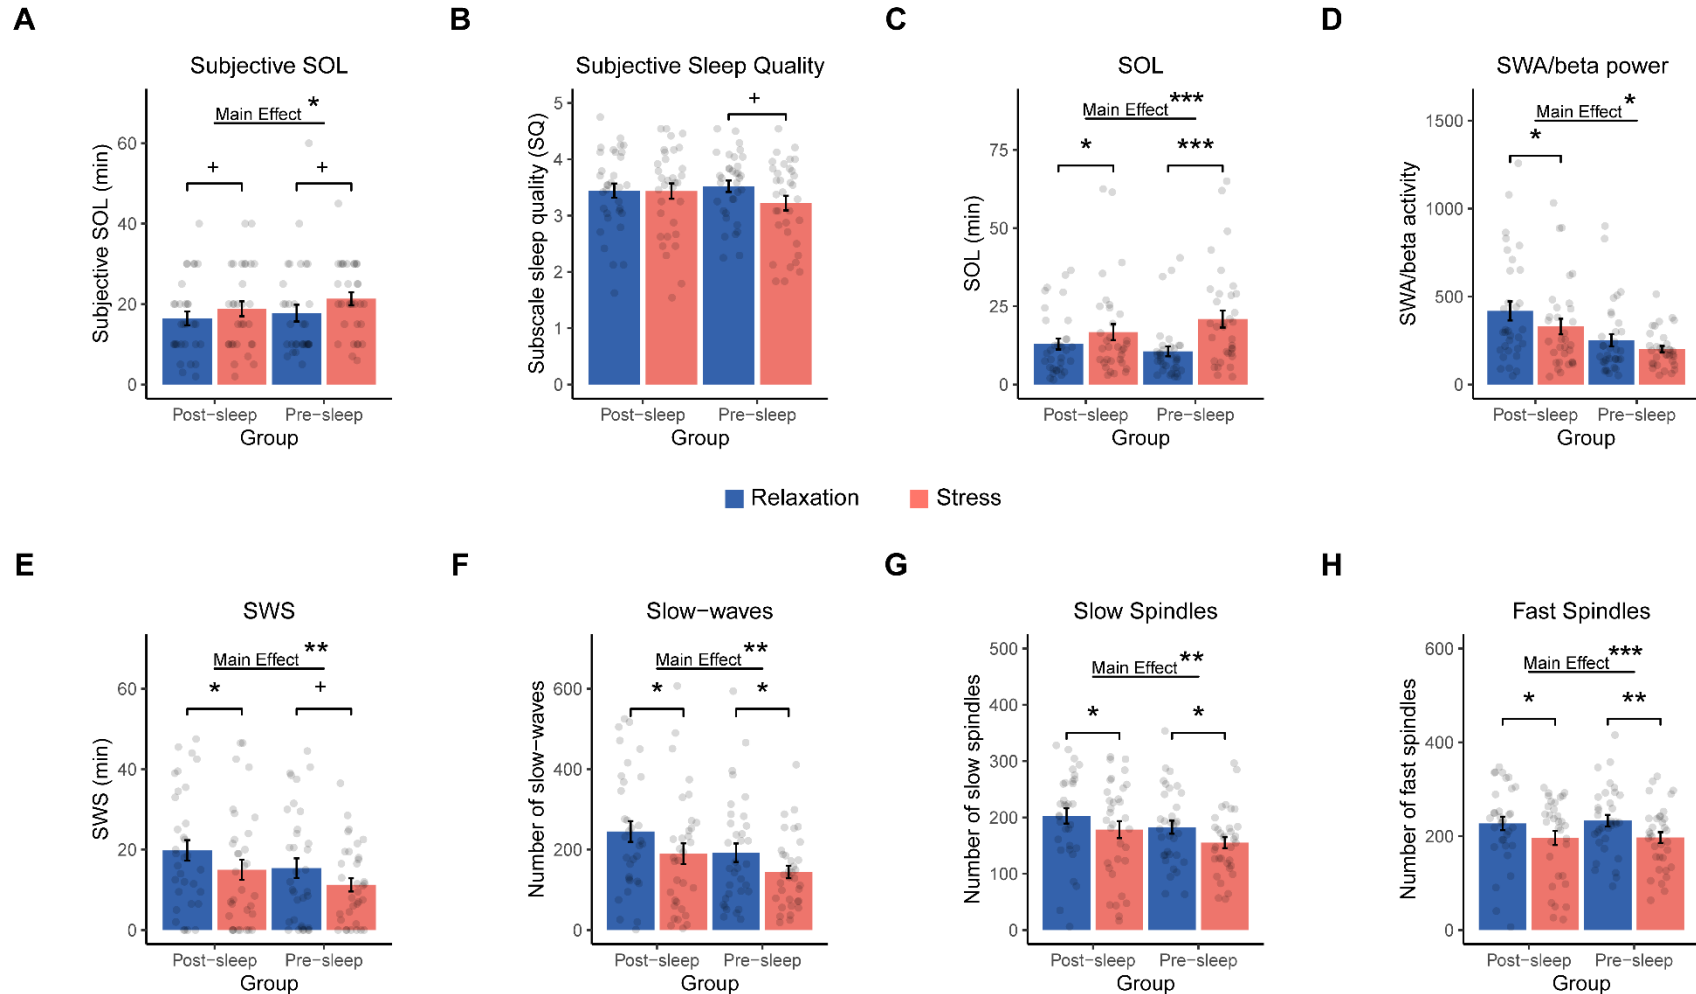 A
B
C
D
Subjective SOL
Subjective Sleep Quality
SOL
SWA/beta power
Main Effect *
+
+
60
40
20
0
Subjective SOL (min)
Post-sleep
Pre-sleep
Group
+
5
4
3
2
1
0
Subscale sleep quality (SQ)
Post-sleep
Pre-sleep
Group
Main Effect ***
*
***
75
50
25
0
SOL (min)
Post-sleep
Pre-sleep
Group
Main Effect *
*
1500
1000
500
0
SWA/beta activity
Post-sleep
Pre-sleep
Group
Relaxation
Stress
E
F
G
H
SWS
Slow-waves
Slow Spindles
Fast Spindles
Main Effect **
*
+
60
40
20
0
SWS (min)
Post-sleep
Pre-sleep
Group
Main Effect **
*
*
600
400
200
0
Number of slow-waves
Post-sleep
Pre-sleep
Group
Main Effect **
*
*
500
400
300
200
100
0
Number of slow spindles
Post-sleep
Pre-sleep
Group
Main Effect ***
*
**
600
400
200
0
Number of fast spindles
Post-sleep
Pre-sleep
Group